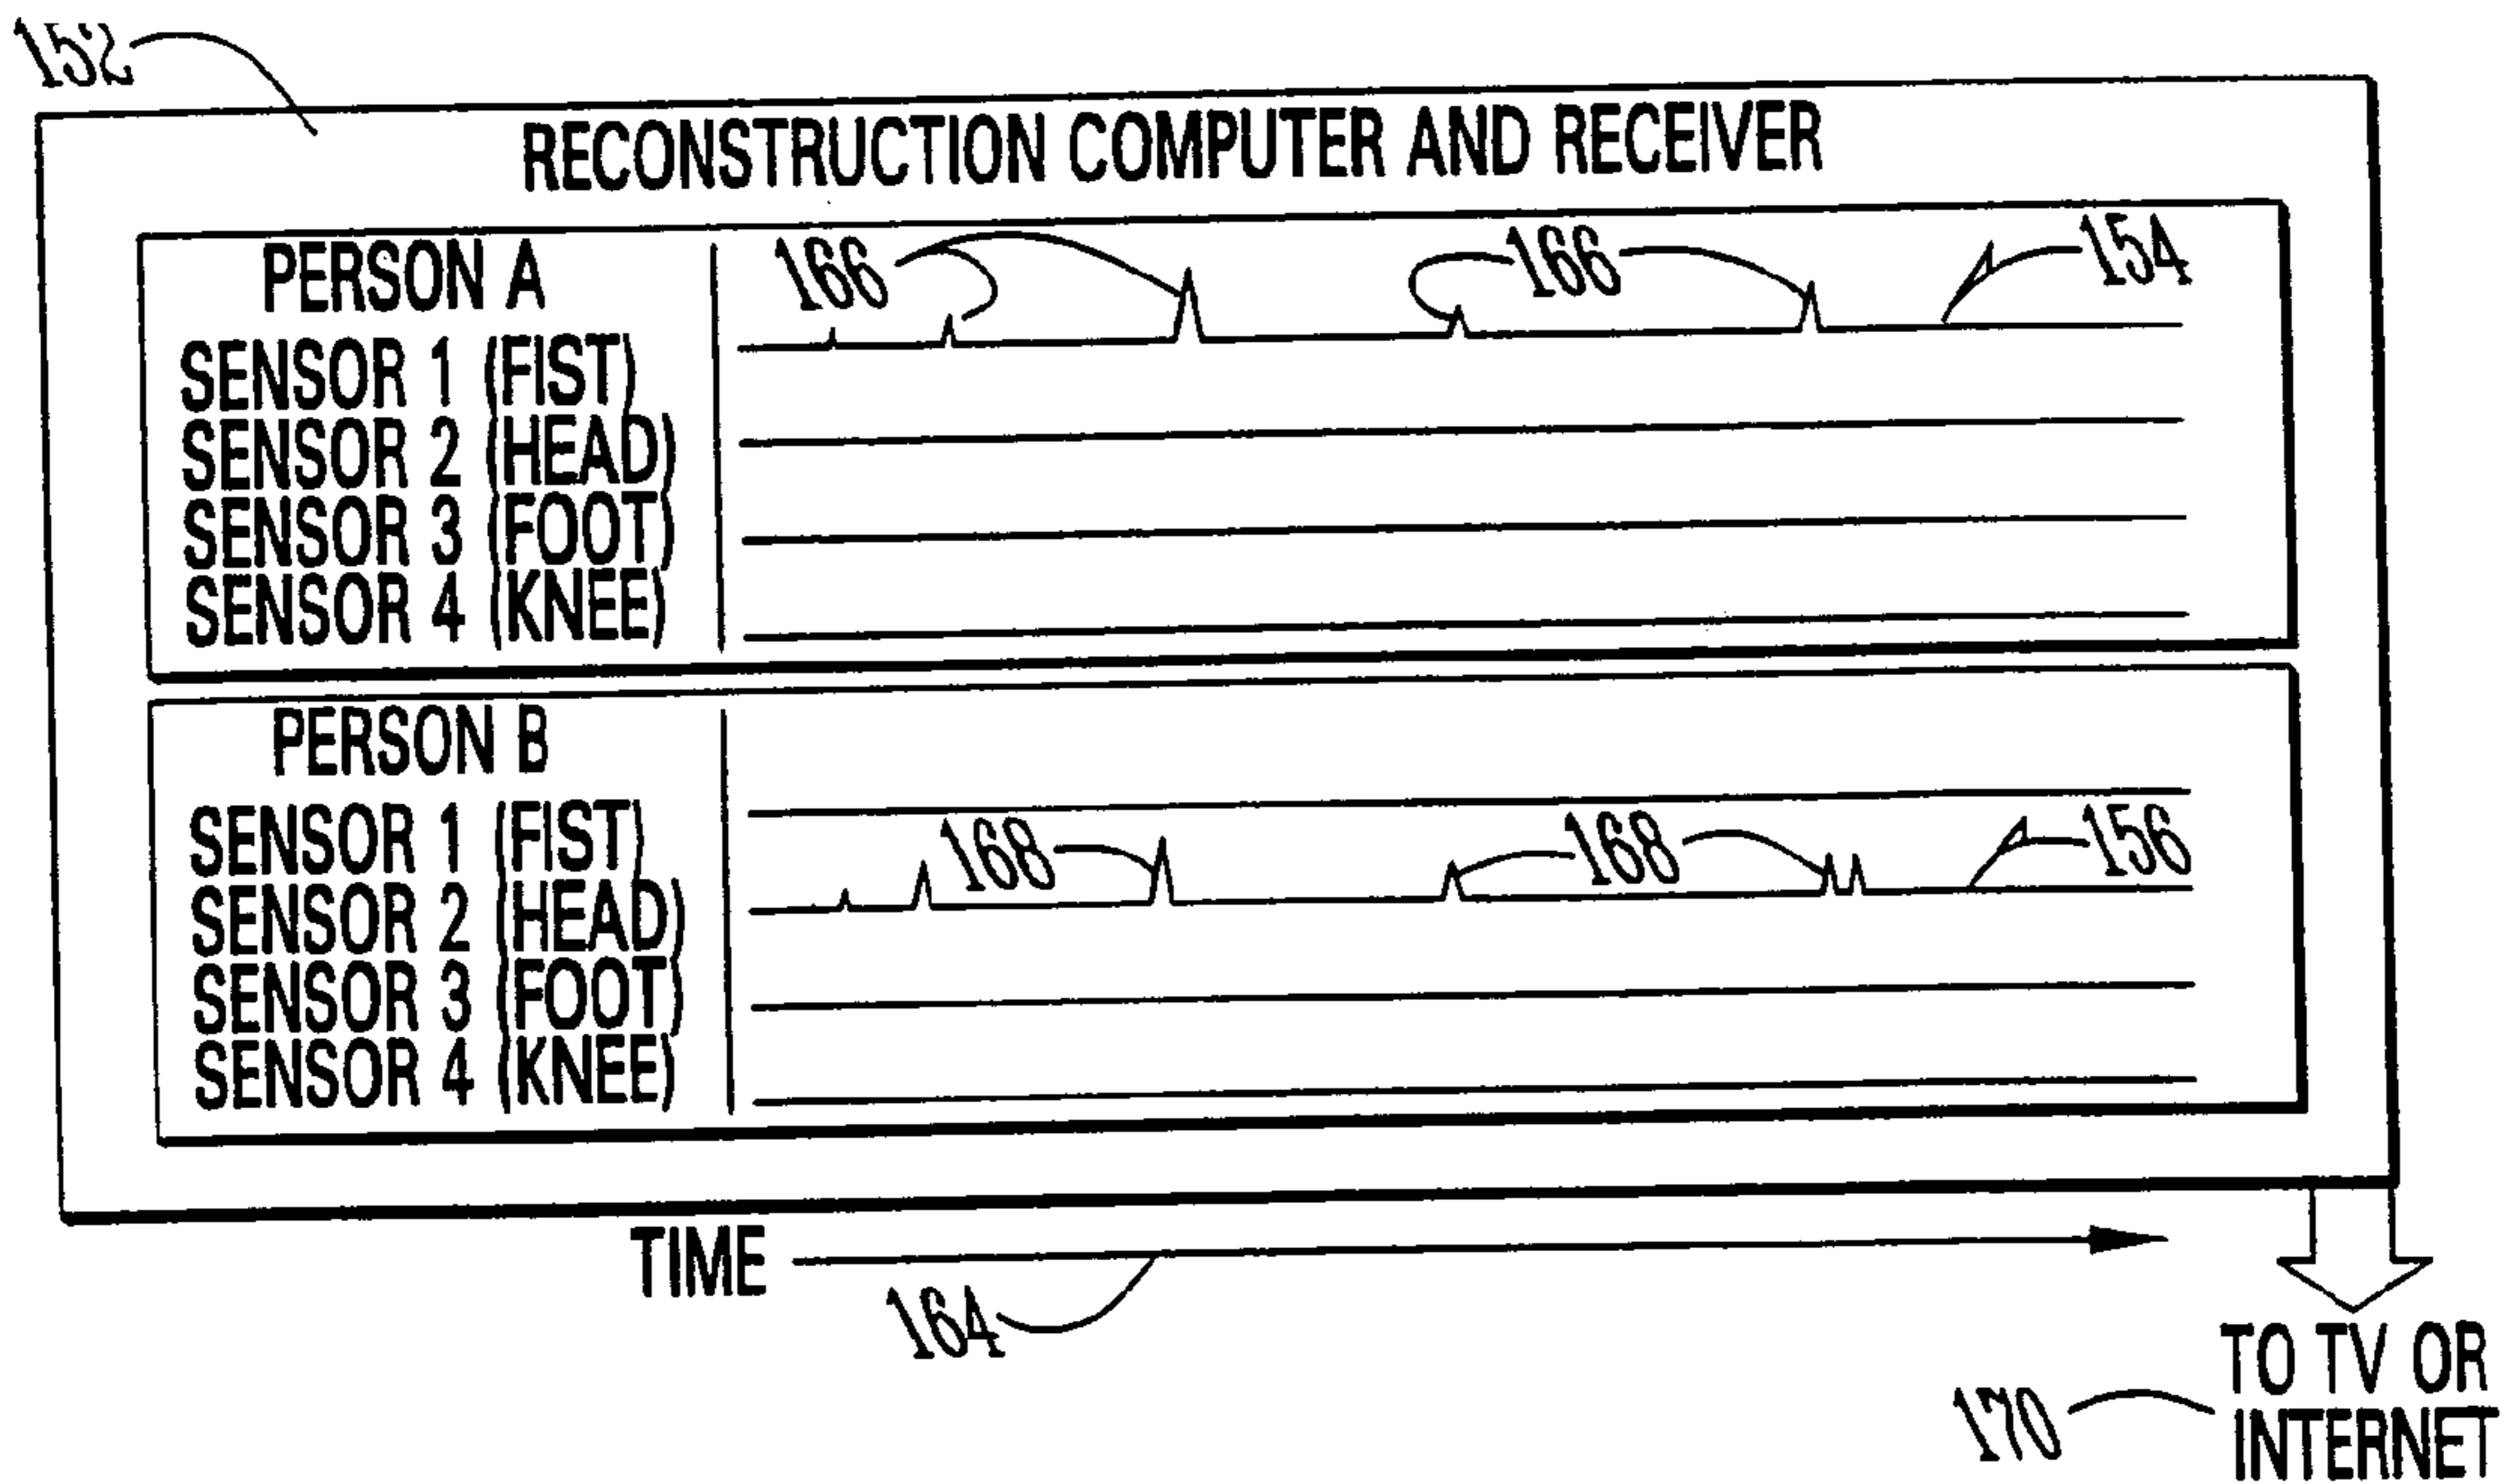 152
RECONSTRUCTION COMPUTER AND RECEIVER
PERSON A
166
166
154
SENSOR 1 (FIST)
SENSOR 2 (HEAD)
SENSOR 3 (FOOT)
SENSOR 4 (KNEE)
PERSON B
SENSOR 1 (FIST)
168
168
156
SENSOR 2 (HEAD)
SENSOR 3 (FOOT)
SENSOR 4 (KNEE)
TIME
164
TO TV OR
170
INTERNET